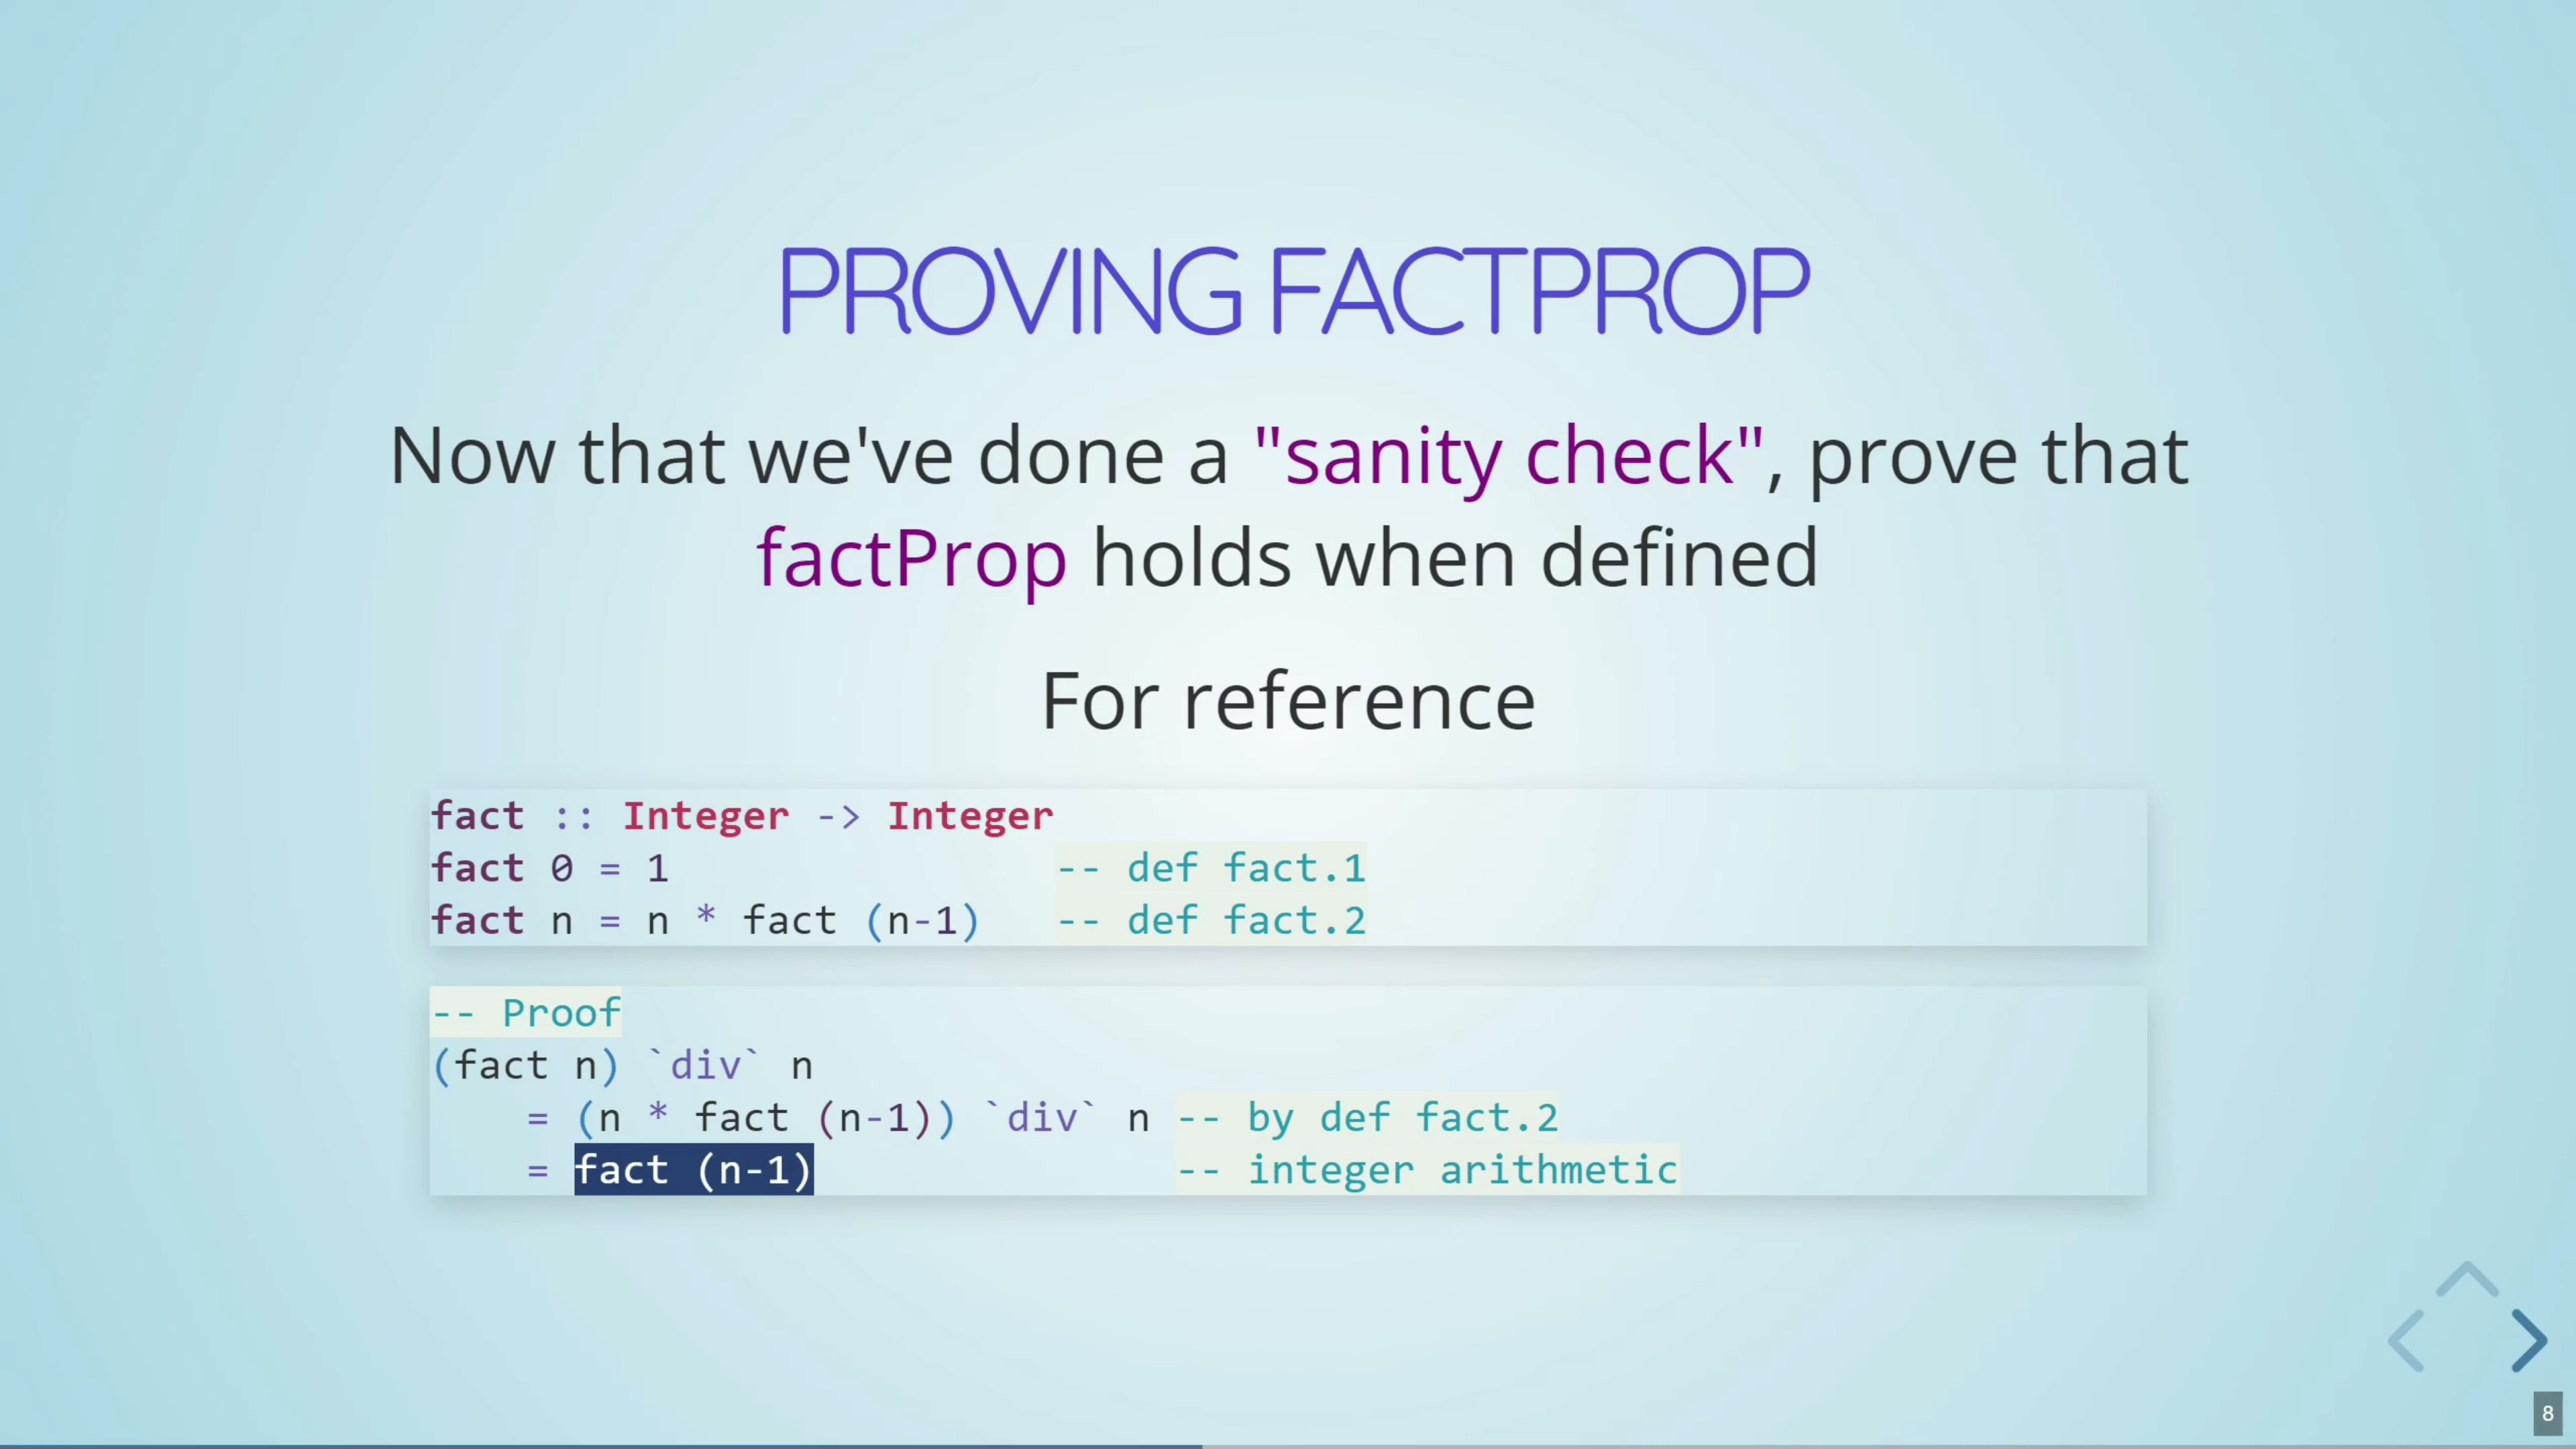 PROVING FACTPROP
Now that we've done a "sanity check", prove that
factProp holds when defined
For reference
fact :: Integer -> Integer
fact 0 = 1                -- def fact.1
fact n = n * fact (n-1)   -- def fact.2
-- Proof
(fact n) `div` n
    = (n * fact (n-1)) `div` n -- by def fact.2
    = fact (n-1)               -- integer arithmetic
8